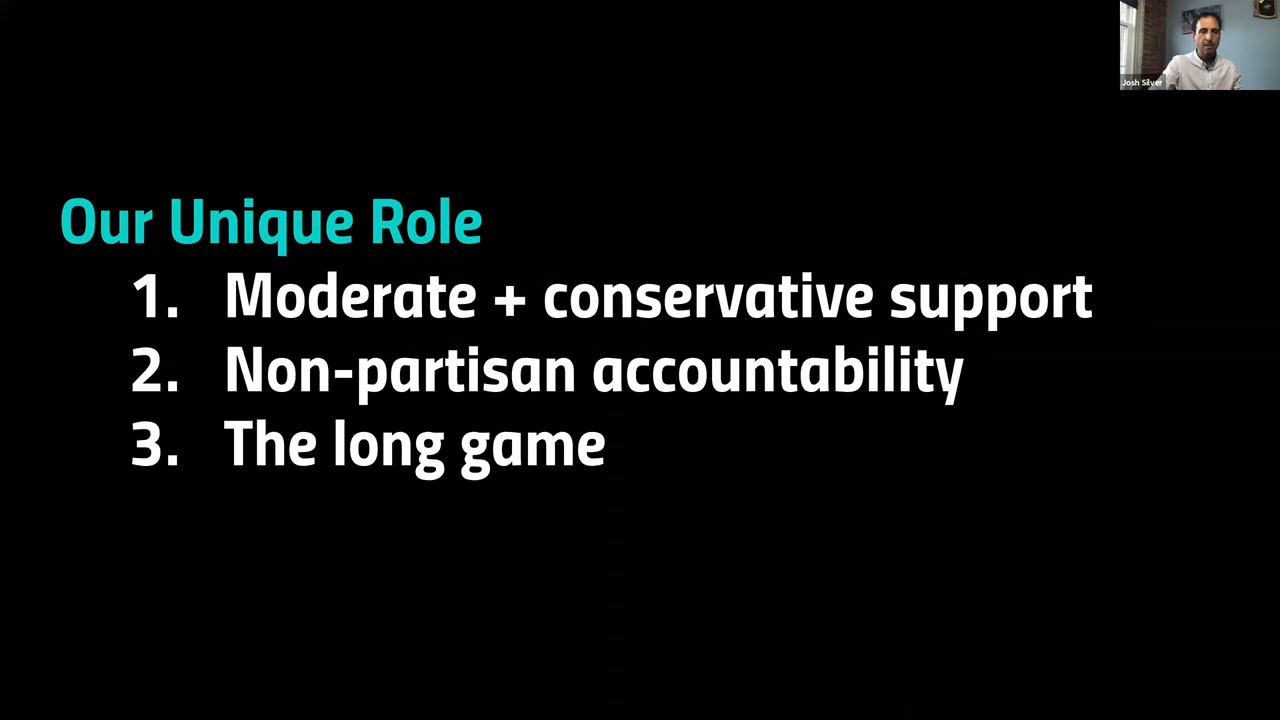 Josh Silver
Our Unique Role
1. Moderate + conservative support
2. Non-partisan accountability
3. The long game